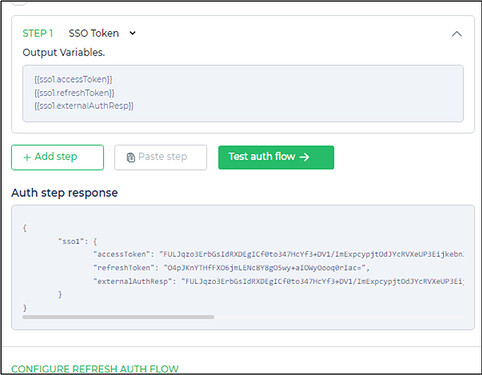 STEP 1 SSO Token
Output Variables.
{{sso1.accessToken}}
{{sso1.refreshToken}}
{{sso1.externalAuthResp}}
+ Add step Paste step Test auth flow →
Auth step response
{
"sso1": {
"accessToken": "FULJqzo3ErbGsIdRXDEgICf0to347HcYf3+DV1/ImExpcypjtOdJYcRVXeUP3Eijkebn
"refreshToken": "O4pJKnYTHfFXO6jmLENcBY8gO5wy+aIOWyOooq0rIac=",
"externalAuthResp": "FULJqzo3ErbGsIdRXDEgICf0to347HcYf3+DV1/ImExpcypjtOdJYcRVXeUP3Eij
}
}
CONFIGURE REFRESH AUTH FLOW